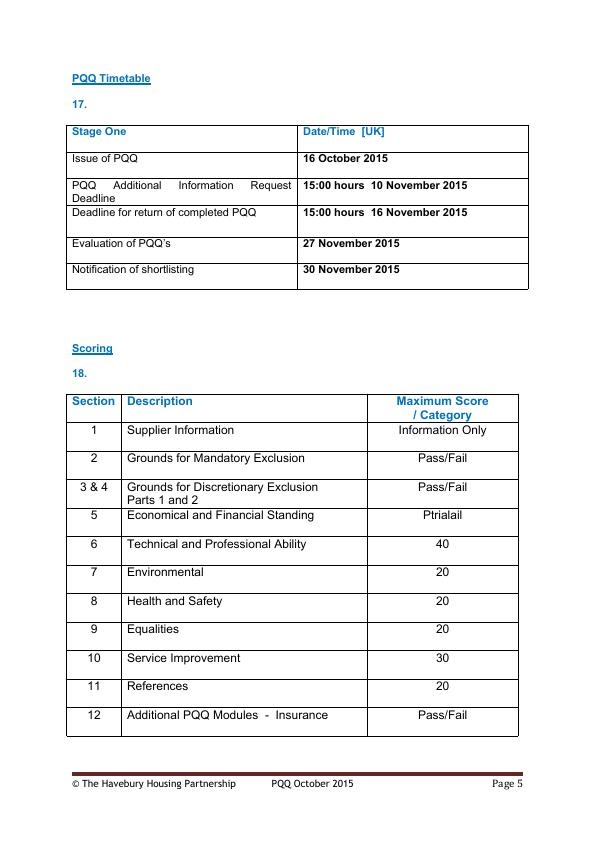 PQQ Timetable
17.
Stage One Date/Time [UK]
Issue of PQQ 16 October 2015
PQQ Additional Information Request 15:00 hours 10 November 2015
Deadline
Deadline for return of completed PQQ 15:00 hours 16 November 2015
Evaluation of PQQ’s 27 November 2015
Notification of shortlisting 30 November 2015
Scoring
18.
Section Description Maximum Score
/ Category
1 Supplier Information Information Only
2 Grounds for Mandatory Exclusion Pass/Fail
3 & 4 Grounds for Discretionary Exclusion Pass/Fail
Parts 1 and 2
5 Economical and Financial Standing Ptrialail
6 Technical and Professional Ability 40
7 Environmental 20
8 Health and Safety 20
9 Equalities 20
10 Service Improvement 30
11 References 20
12 Additional PQQ Modules - Insurance Pass/Fail
© The Havebury Housing Partnership PQQ October 2015 Page 5